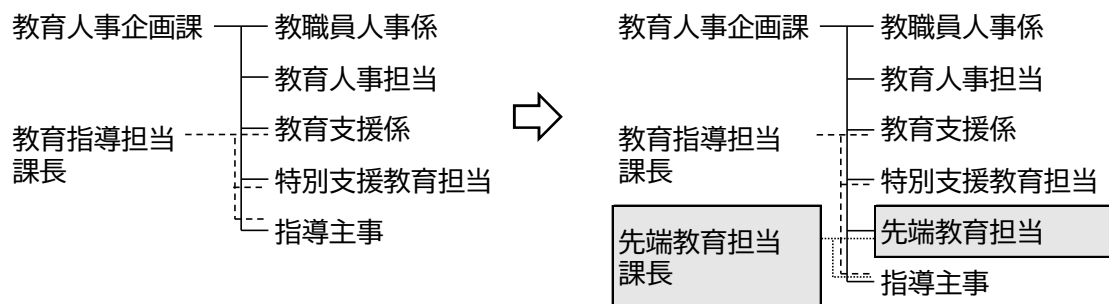 教育人事企画課
教職員人事係
教育人事担当
教育指導担当
課長
教育支援係
特別支援教育担当
指導主事
教育人事企画課
教職員人事係
教育人事担当
教育指導担当
課長
教育支援係
特別支援教育担当
先端教育担当
課長
先端教育担当
指導主事